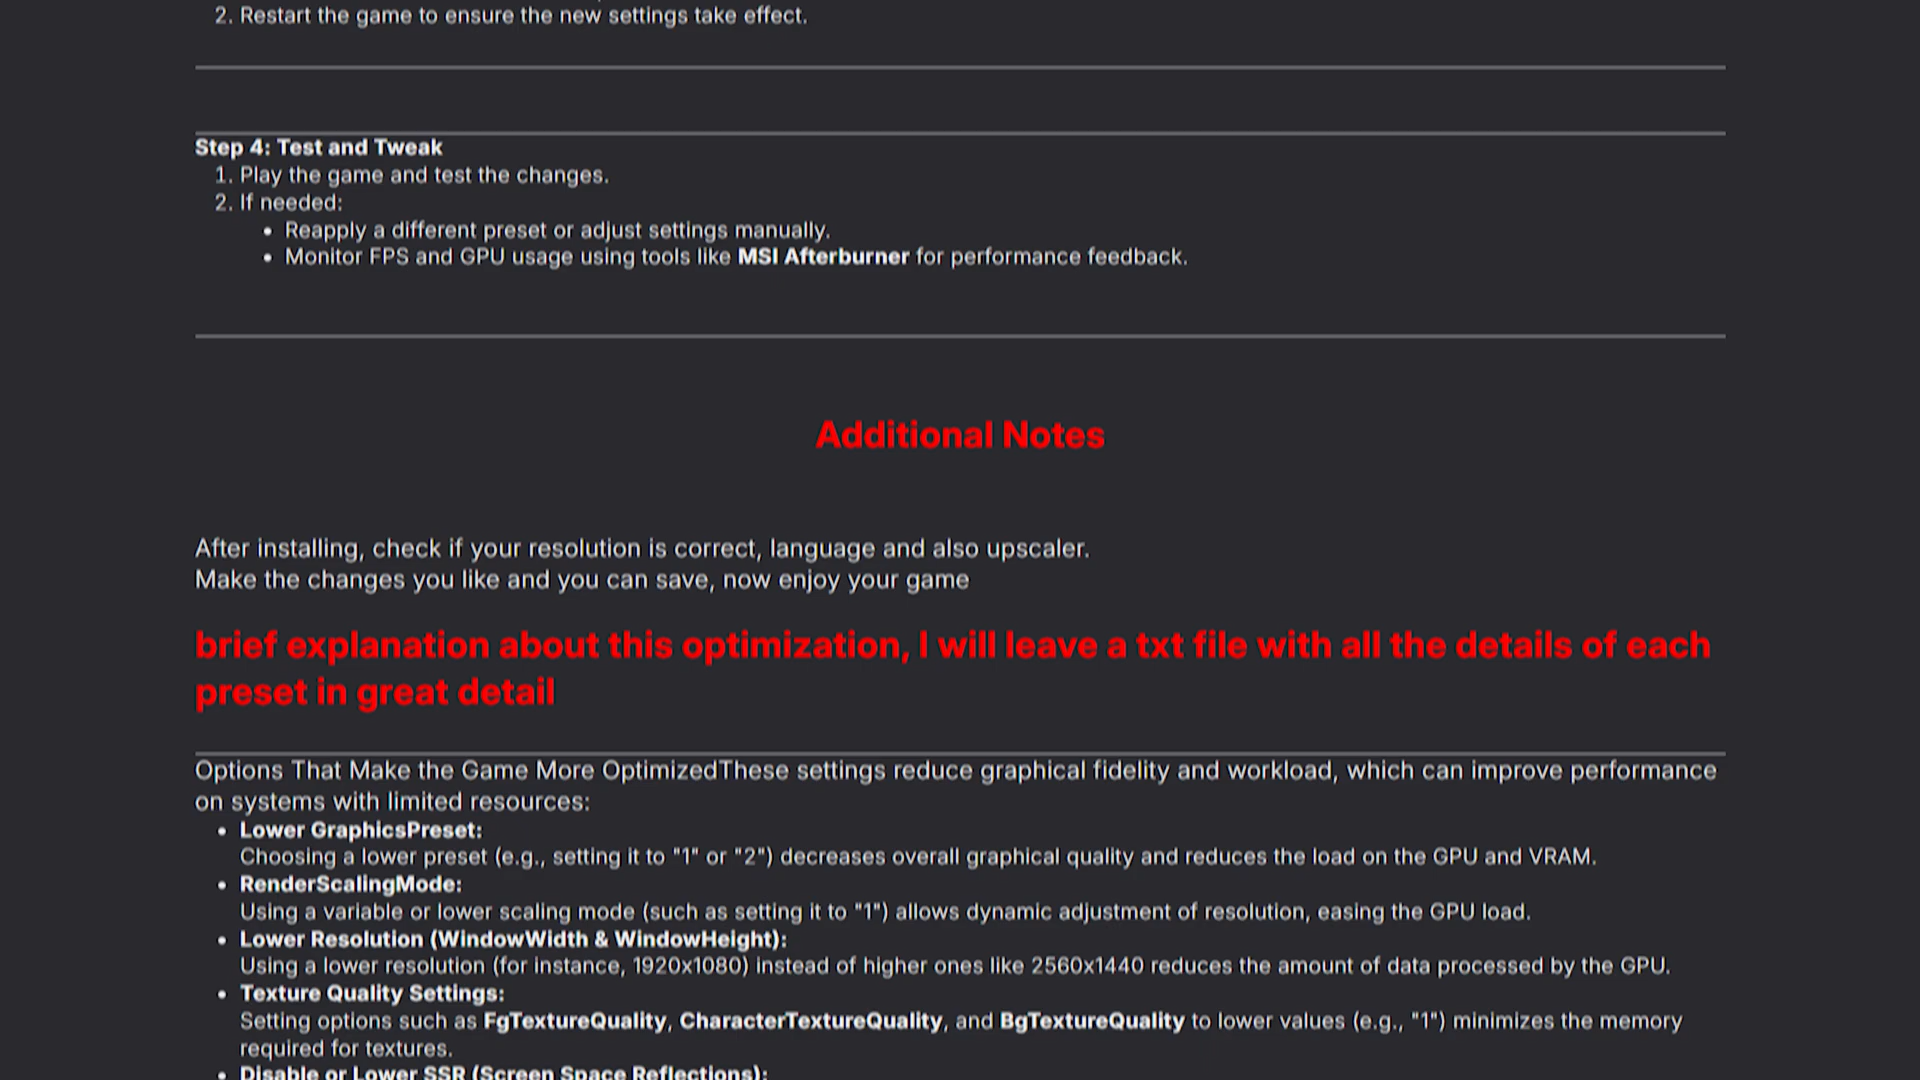 2. Restart the game to ensure the new settings take effect.
Step 4: Test and Tweak
1. Play the game and test the changes.
2. If needed:
• Reapply a different preset or adjust settings manually.
• Monitor FPS and GPU usage using tools like MSI Afterburner for performance feedback.
Additional Notes
After installing, check if your resolution is correct, language and also upscaler.
Make the changes you like and you can save, now enjoy your game
brief explanation about this optimization, I will leave a txt file with all the details of each
preset in great detail
Options That Make the Game More OptimizedThese settings reduce graphical fidelity and workload, which can improve performance
on systems with limited resources:
• Lower GraphicsPreset:
Choosing a lower preset (e.g., setting it to "1" or "2") decreases overall graphical quality and reduces the load on the GPU and VRAM.
• RenderScalingMode:
Using a variable or lower scaling mode (such as setting it to "1") allows dynamic adjustment of resolution, easing the GPU load.
• Lower Resolution (WindowWidth & WindowHeight):
Using a lower resolution (for instance, 1920x1080) instead of higher ones like 2560x1440 reduces the amount of data processed by the GPU.
• Texture Quality Settings:
Setting options such as FgTextureQuality, CharacterTextureQuality, and BgTextureQuality to lower values (e.g., "1") minimizes the memory
required for textures.
• Disable or Lower SSR (Screen Space Reflections):